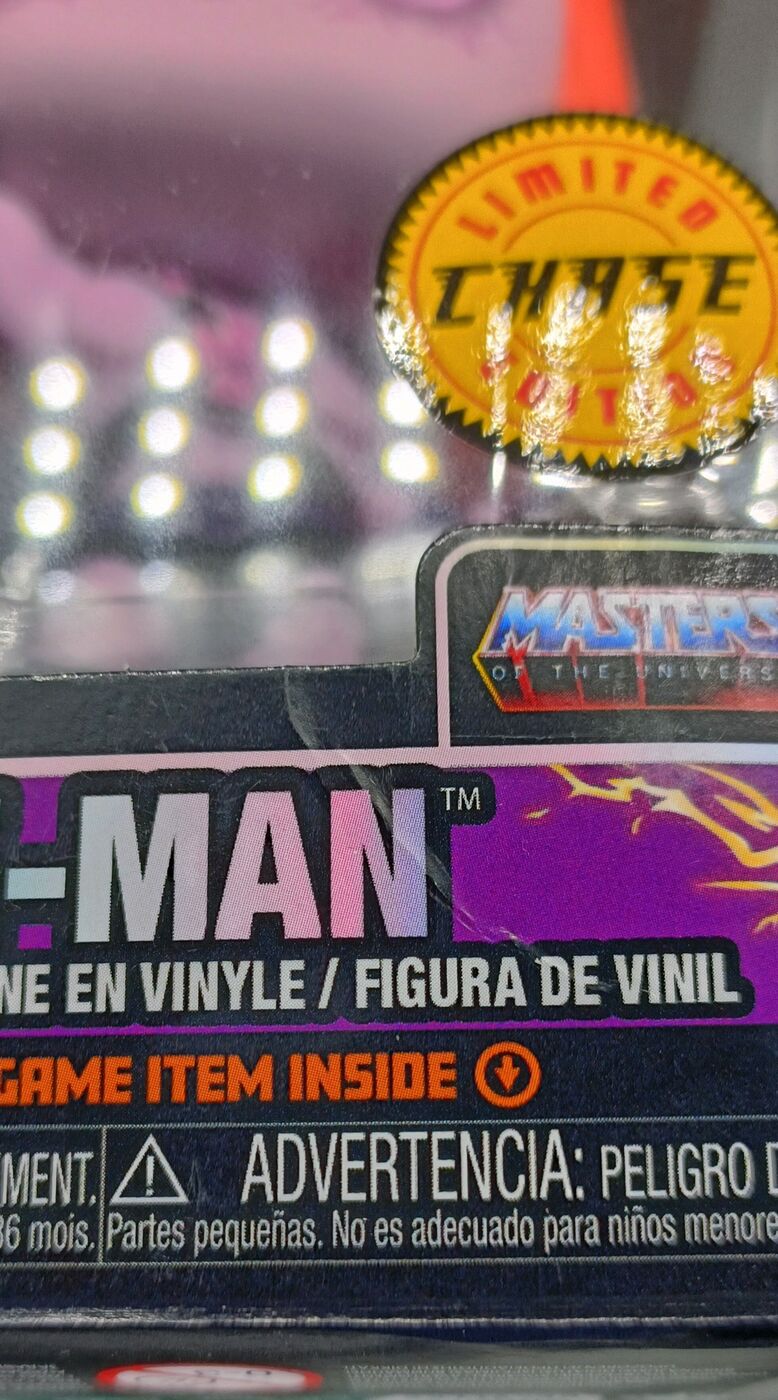 LIMITED
CHASE
EDITION
MASTERS
OF THE UNIVERS
-MAN™
NE EN VINYLE / FIGURA DE VINIL
GAME ITEM INSIDE
MENT.
36 mois.
ADVERTENCIA: PELIGRO D
Partes pequeñas. No es adecuado para niños menore